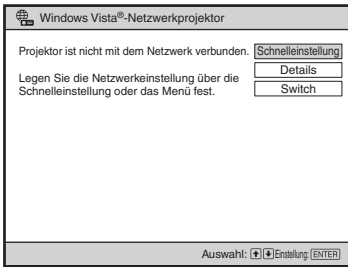 Windows Vista®-Netzwerkprojektor
Projektor ist nicht mit dem Netzwerk verbunden.
Schnelleinstellung
Legen Sie die Netzwerkeinstellung über die
Schnelleinstellung oder das Menü fest.
Details
Switch
Auswahl: ↑ ↓ Einstellung: ENTER